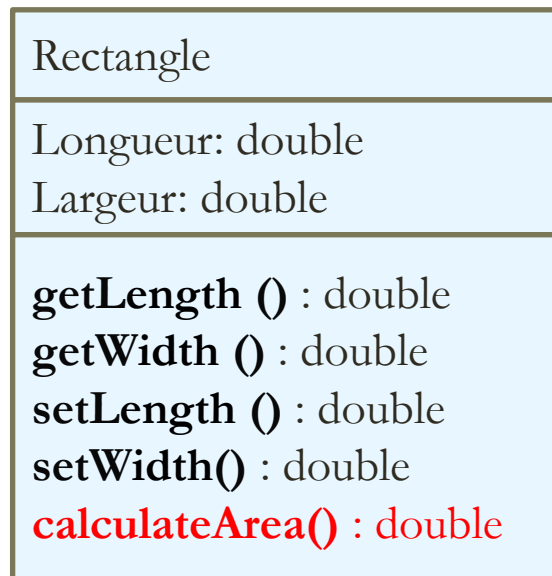 Rectangle
Longueur: double
Largeur: double
getLength () : double
getWidth () : double
setLength () : double
setWidth() : double
calculateArea() : double